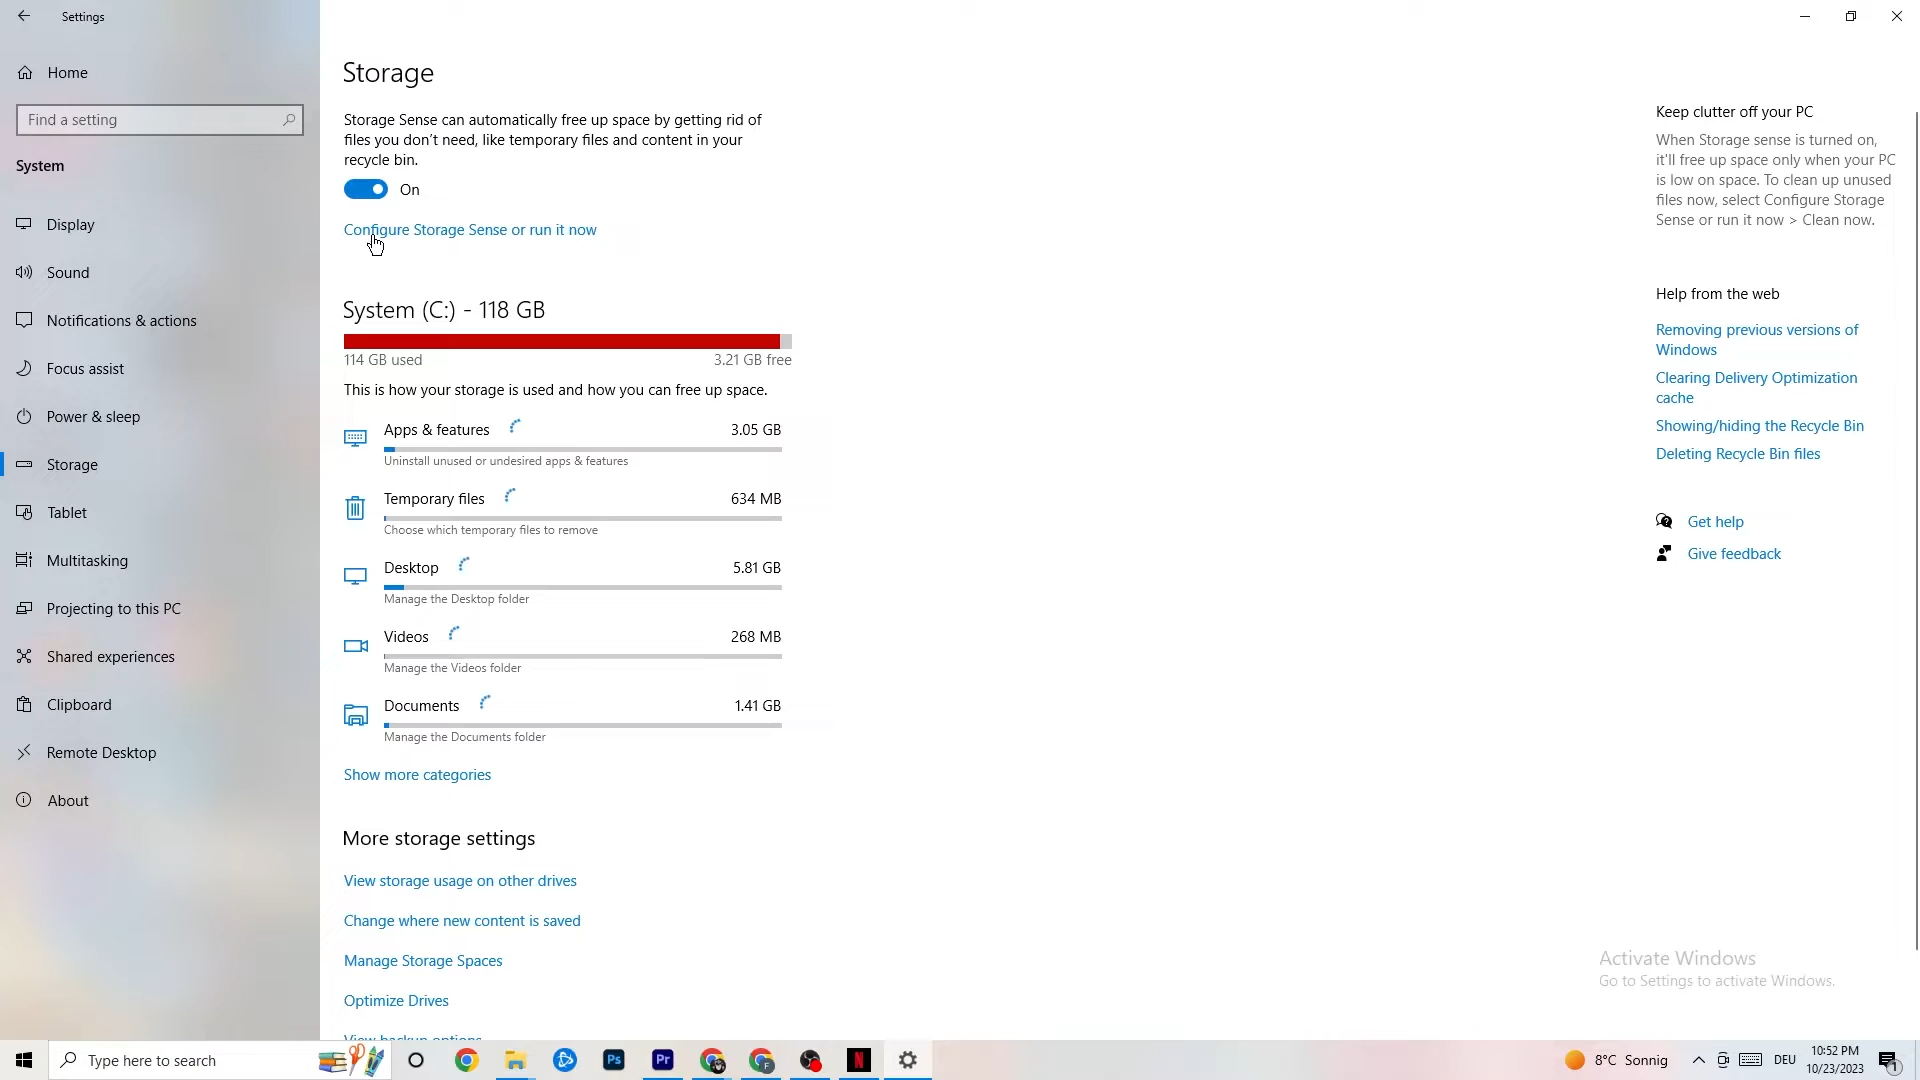 Settings
Home
Find a setting
System
Display
Sound
Notifications & actions
Focus assist
Power & sleep
Storage
Tablet
Multitasking
Projecting to this PC
Shared experiences
Clipboard
Remote Desktop
About
Storage
Storage Sense can automatically free up space by getting rid of
files you don't need, like temporary files and content in your
recycle bin.
On
Configure Storage Sense or run it now
System (C:) - 118 GB
114 GB used 3.21 GB free
This is how your storage is used and how you can free up space.
Apps & features 3.05 GB
Uninstall unused or undesired apps & features
Temporary files 634 MB
Choose which temporary files to remove
Desktop 5.81 GB
Manage the Desktop folder
Videos 268 MB
Manage the Videos folder
Documents 1.41 GB
Manage the Documents folder
Show more categories
More storage settings
View storage usage on other drives
Change where new content is saved
Manage Storage Spaces
Optimize Drives
View backup options
Keep clutter off your PC
When Storage sense is turned on,
it'll free up space only when your PC
is low on space. To clean up unused
files now, select Configure Storage
Sense or run it now > Clean now.
Help from the web
Removing previous versions of
Windows
Clearing Delivery Optimization
cache
Showing/hiding the Recycle Bin
Deleting Recycle Bin files
Get help
Give feedback
Activate Windows
Go to Settings to activate Windows.
Type here to search
Ps
Pr
F
N
8°C Sonnig
DEU
10:52 PM
10/23/2023
1